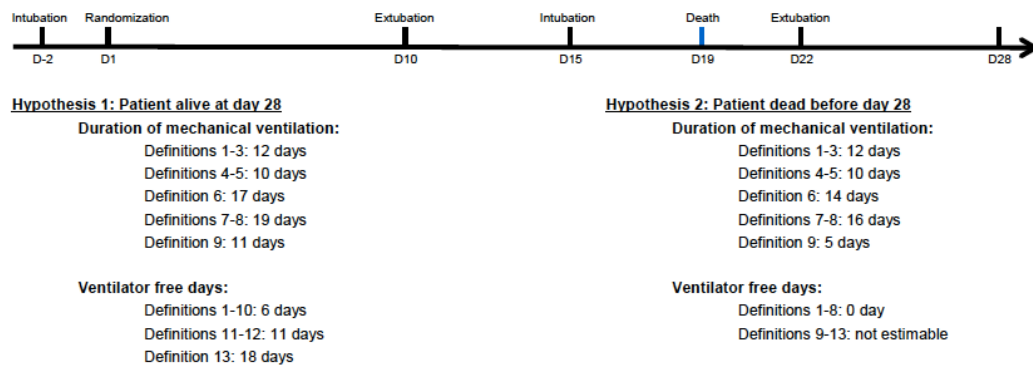 Intubation Randomization Extubation Intubation Death Extubation
D-2 D1 D10 D15 D19 D22 D28
Hypothesis 1: Patient alive at day 28
Duration of mechanical ventilation:
Definitions 1-3: 12 days
Definitions 4-5: 10 days
Definition 6: 17 days
Definitions 7-8: 19 days
Definition 9: 11 days
Ventilator free days:
Definitions 1-10: 6 days
Definitions 11-12: 11 days
Definition 13: 18 days
Hypothesis 2: Patient dead before day 28
Duration of mechanical ventilation:
Definitions 1-3: 12 days
Definitions 4-5: 10 days
Definition 6: 14 days
Definitions 7-8: 16 days
Definition 9: 5 days
Ventilator free days:
Definitions 1-8: 0 day
Definitions 9-13: not estimable